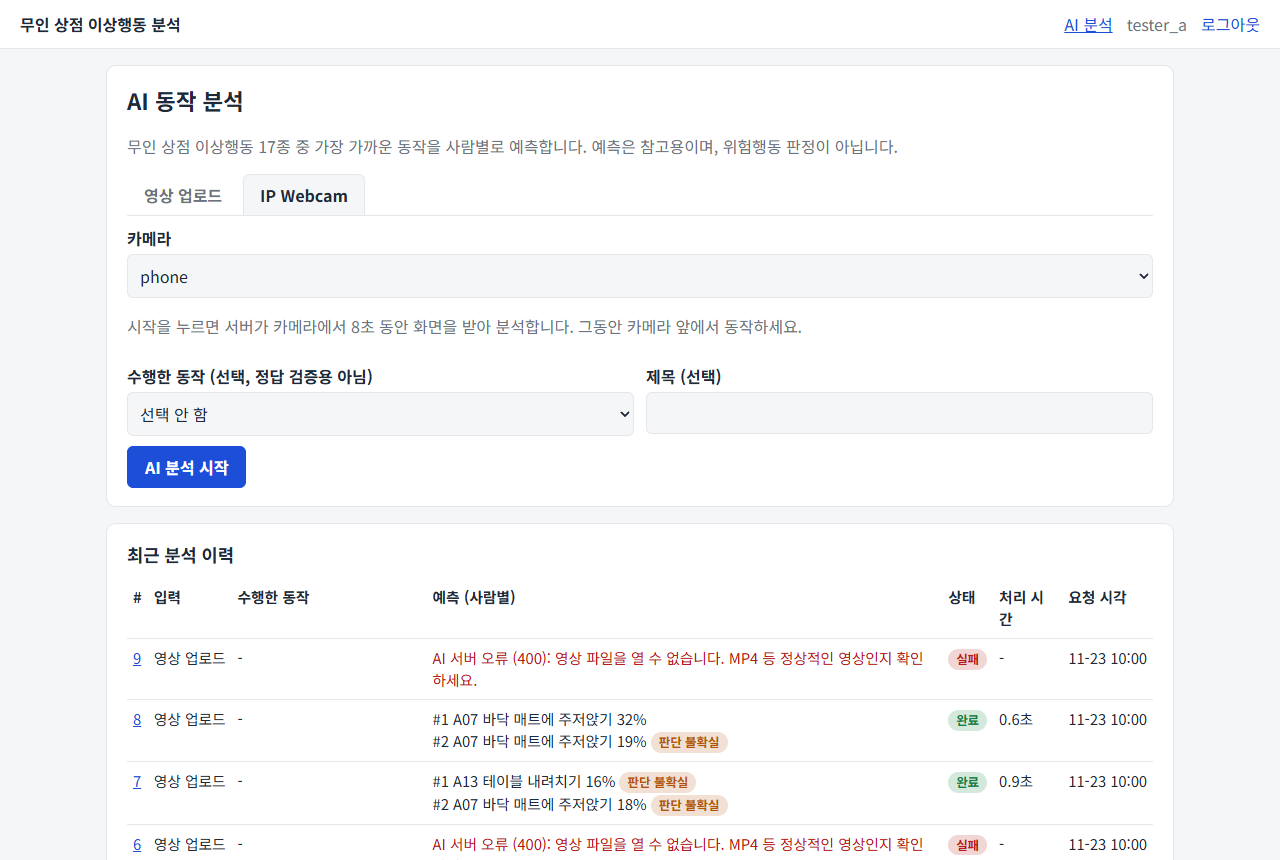 무인 상점 이상행동 분석
AI 분석 tester_a 로그아웃
AI 동작 분석
무인 상점 이상행동 17종 중 가장 가까운 동작을 사람별로 예측합니다. 예측은 참고용이며, 위험행동 판정이 아닙니다.
영상 업로드 IP Webcam
카메라
phone
시작을 누르면 서버가 카메라에서 8초 동안 화면을 받아 분석합니다. 그동안 카메라 앞에서 동작하세요.
수행한 동작 (선택, 정답 검증용 아님) 제목 (선택)
선택 안 함
AI 분석 시작
최근 분석 이력
# 입력 수행한 동작 예측 (사람별) 상태 처리 시
간 요청 시각
9 영상 업로드 - AI 서버 오류 (400): 영상 파일을 열 수 없습니다. MP4 등 정상적인 영상인지 확인
하세요. 실패 - 11-23 10:00
8 영상 업로드 - #1 A07 바닥 매트에 주저앉기 32%
#2 A07 바닥 매트에 주저앉기 19% 판단 불확실 완료 0.6초 11-23 10:00
7 영상 업로드 - #1 A13 테이블 내려치기 16% 판단 불확실
#2 A07 바닥 매트에 주저앉기 18% 판단 불확실 완료 0.9초 11-23 10:00
6 영상 업로드 - AI 서버 오류 (400): 영상 파일을 열 수 없습니다. MP4 등 정상적인 영상인지 확인 실패 - 11-23 10:00